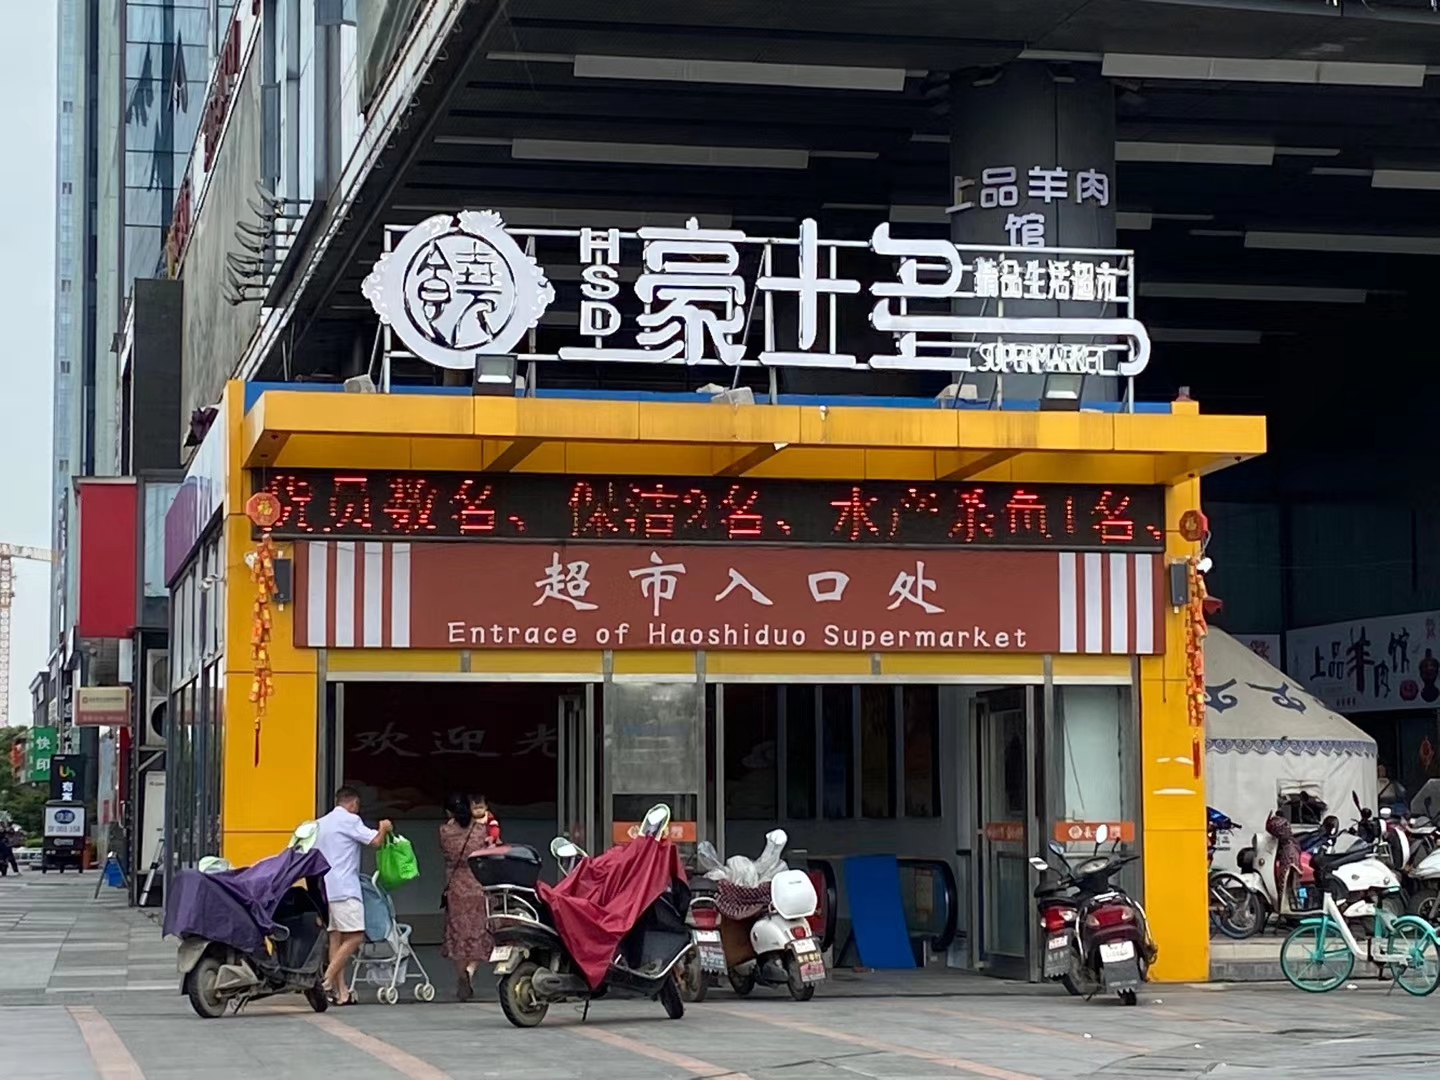 上品羊肉
馆
饒
HSD
豪士多
精品生活超市
SUPERMARKET
货员数名、保洁2名、水产杀鱼1名、
超市入口处
Entrace of Haoshiduo Supermarket
欢迎光
上品羊肉馆
快印